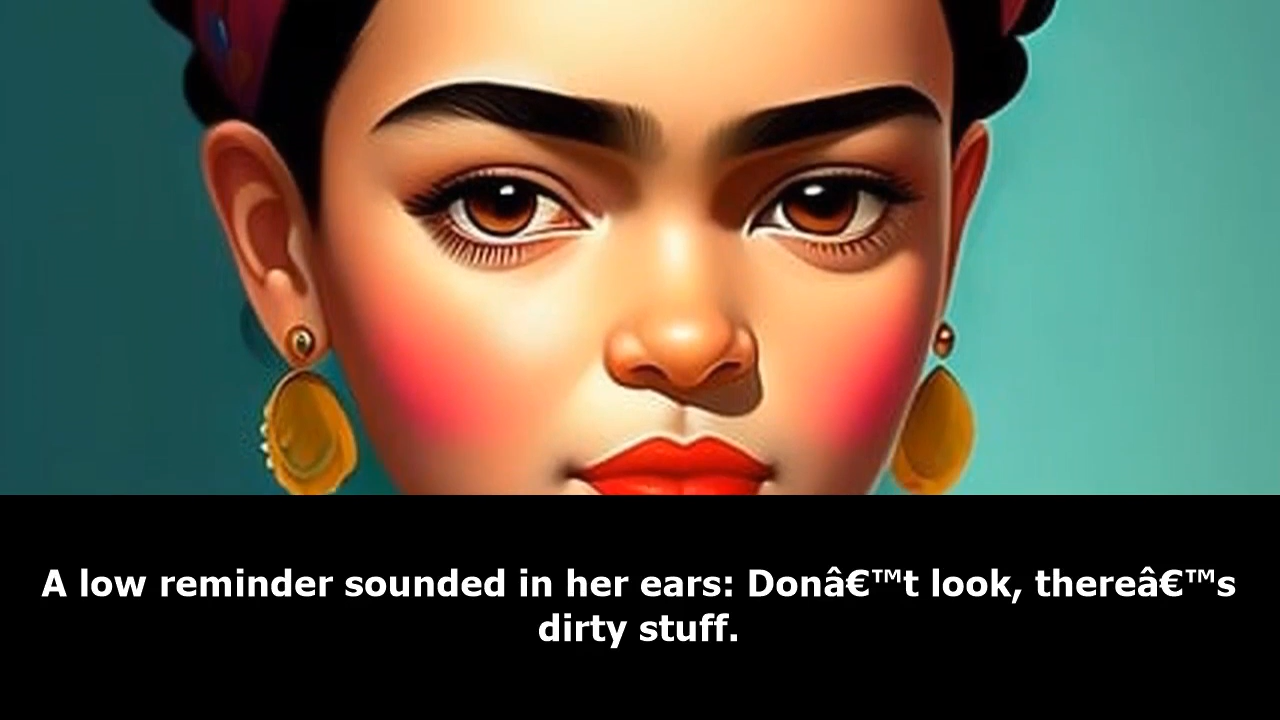 A low reminder sounded in her ears: Donâ€™t look, thereâ€™s
dirty stuff.